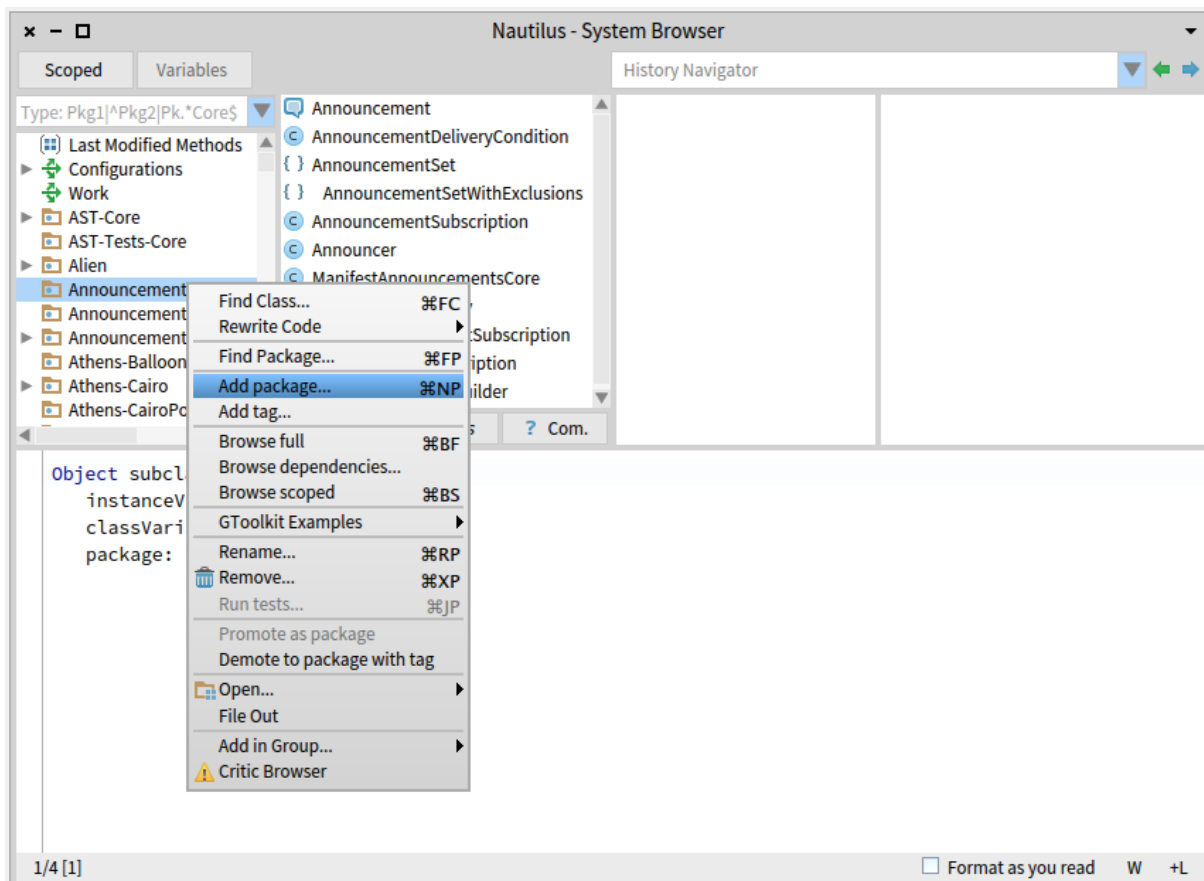 Nautilus - System Browser
Scoped
Variables
History Navigator
Type: Pkg1|^Pkg2|Pk.*Core$
Last Modified Methods
Configurations
Work
AST-Core
AST-Tests-Core
Alien
Announcement
Announcement
Announcement
Athens-Balloon
Athens-Cairo
Athens-CairoPo
Announcement
AnnouncementDeliveryCondition
AnnouncementSet
AnnouncementSetWithExclusions
AnnouncementSubscription
Announcer
ManifestAnnouncementsCore
tSubscription
iption
uilder
? Com.
Find Class... ⌘FC
Rewrite Code
Find Package... ⌘FP
Add package... ⌘NP
Add tag...
Browse full ⌘BF
Browse dependencies...
Browse scoped ⌘BS
GToolkit Examples
Rename... ⌘RP
Remove... ⌘XP
Run tests... ⌘JP
Promote as package
Demote to package with tag
Open...
File Out
Add in Group...
Critic Browser
Object subcl
instanceV
classVari
package:
1/4 [1]
Format as you read W +L